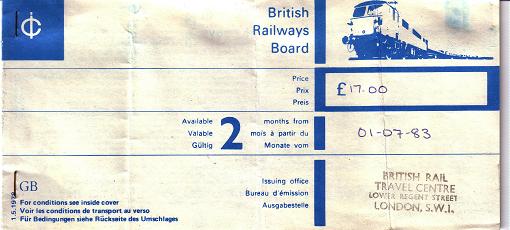 British
Railways
Board
Price
Prix
Preis
£17.00
Available
Valable
Gültig
2
months from
mois à partir du
Monate vom
01-07-83
Issuing office
Bureau d'émission
Ausgabestelle
BRITISH RAIL
TRAVEL CENTRE
LOWER REGENT STREET
LONDON, S.W.1.
GB
For conditions see inside cover
Voir les conditions de transport au verso
Für Bedingungen siehe Rückseite des Umschlages